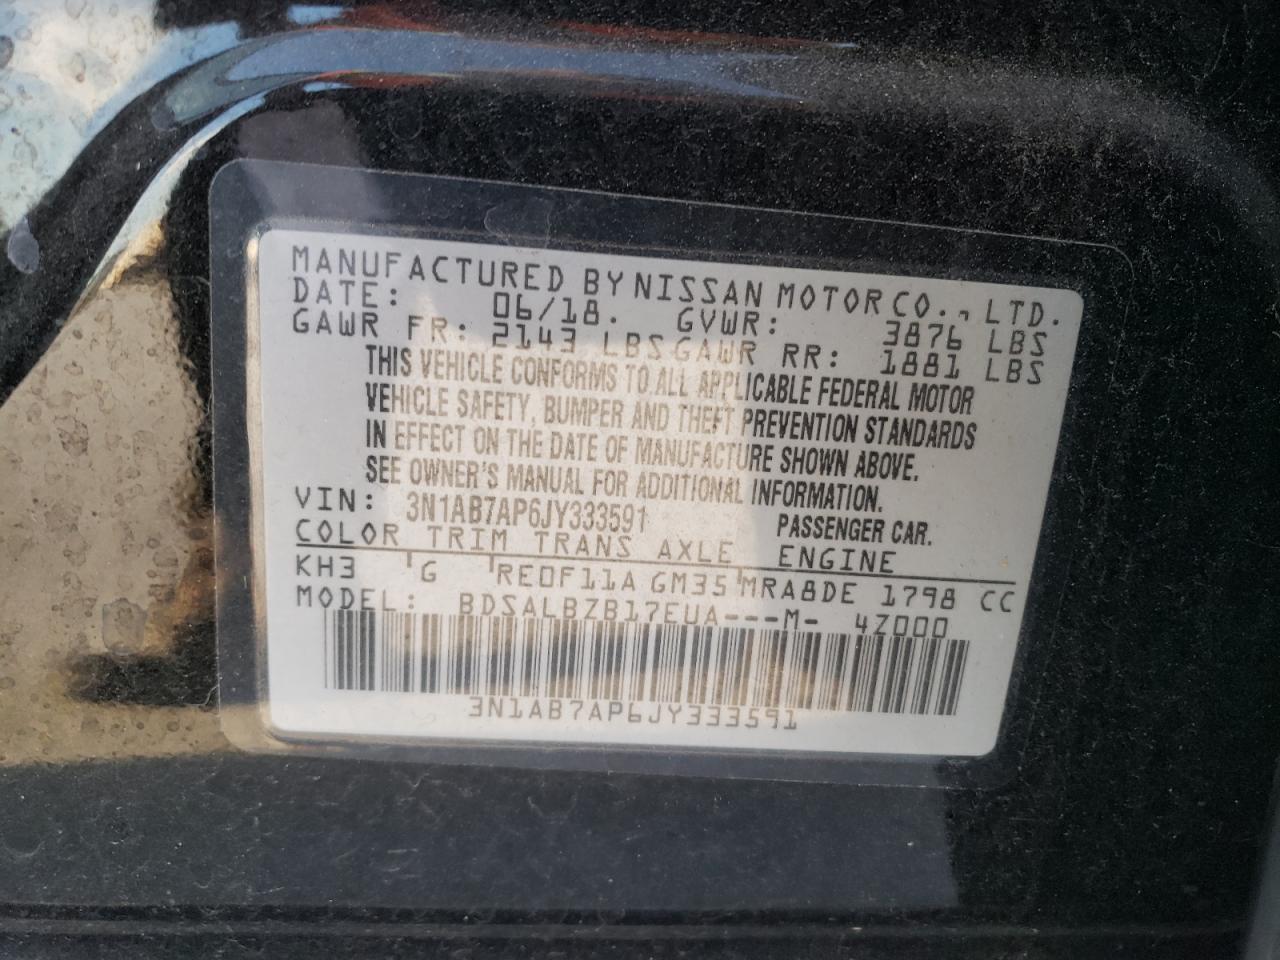 MANUFACTURED BY NISSAN MOTOR CO., LTD.
DATE: 06/18. GVWR: 3876 LBS
GAWR FR: 2143 LBS GAWR RR: 1881 LBS
THIS VEHICLE CONFORMS TO ALL APPLICABLE FEDERAL MOTOR
VEHICLE SAFETY, BUMPER AND THEFT PREVENTION STANDARDS
IN EFFECT ON THE DATE OF MANUFACTURE SHOWN ABOVE.
SEE OWNER'S MANUAL FOR ADDITIONAL INFORMATION.
VIN: 3N1AB7AP6JY333591 PASSENGER CAR.
COLOR TRIM TRANS AXLE ENGINE
KH3 G RE0F11A GM35 MRA8DE 1798 CC
MODEL: BDSALBZB17EUA---M- 4Z000
3N1AB7AP6JY333591